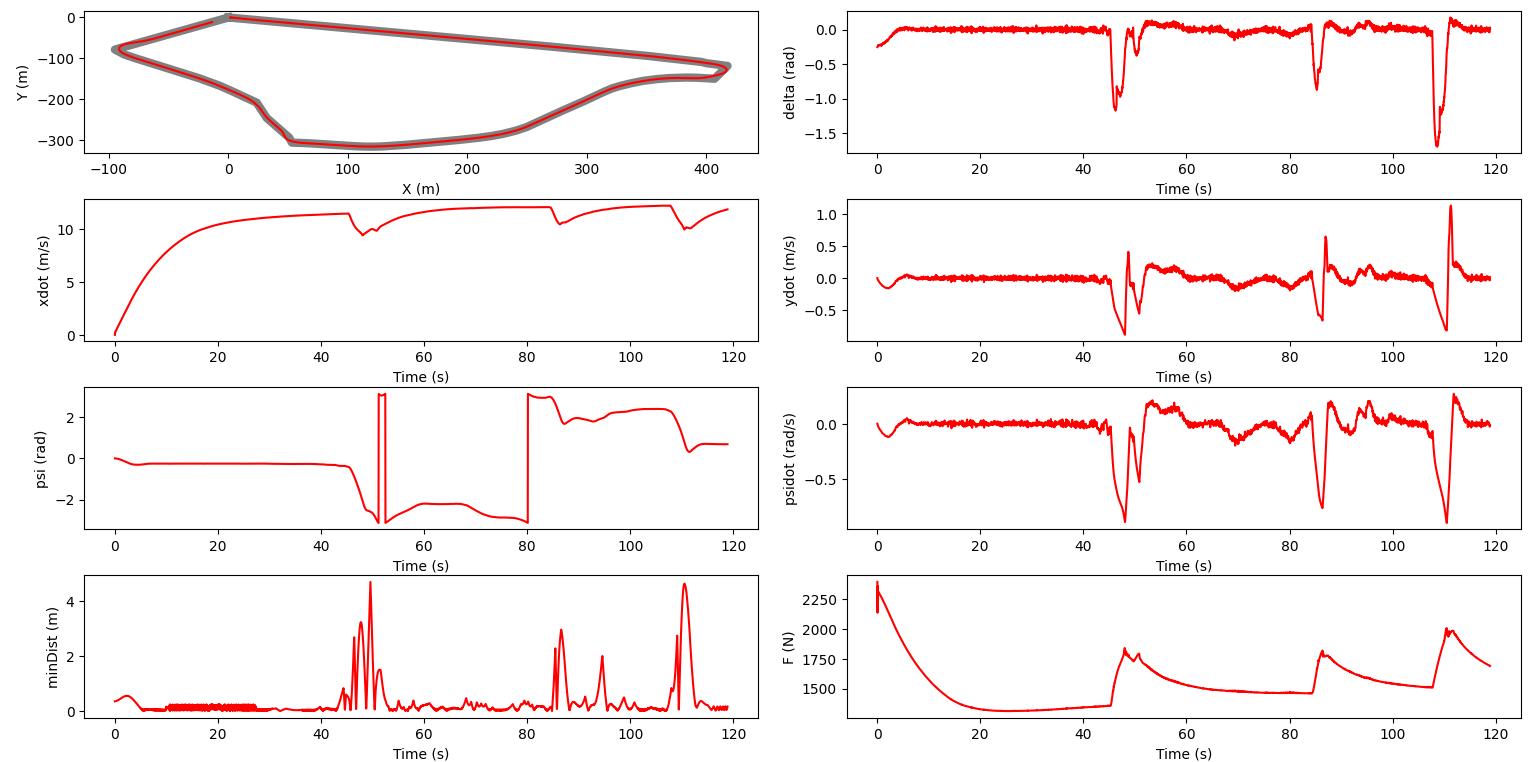 0
−100
−200
−300
Y (m)
−100 0 100 200 300 400
X (m)
0.0
−0.5
−1.0
−1.5
delta (rad)
0 20 40 60 80 100 120
Time (s)
10
5
0
xdot (m/s)
0 20 40 60 80 100 120
Time (s)
1.0
0.5
0.0
−0.5
ydot (m/s)
0 20 40 60 80 100 120
Time (s)
2
0
−2
psi (rad)
0 20 40 60 80 100 120
Time (s)
0.0
−0.5
psidot (rad/s)
0 20 40 60 80 100 120
Time (s)
4
2
0
minDist (m)
0 20 40 60 80 100 120
Time (s)
2250
2000
1750
1500
F (N)
0 20 40 60 80 100 120
Time (s)